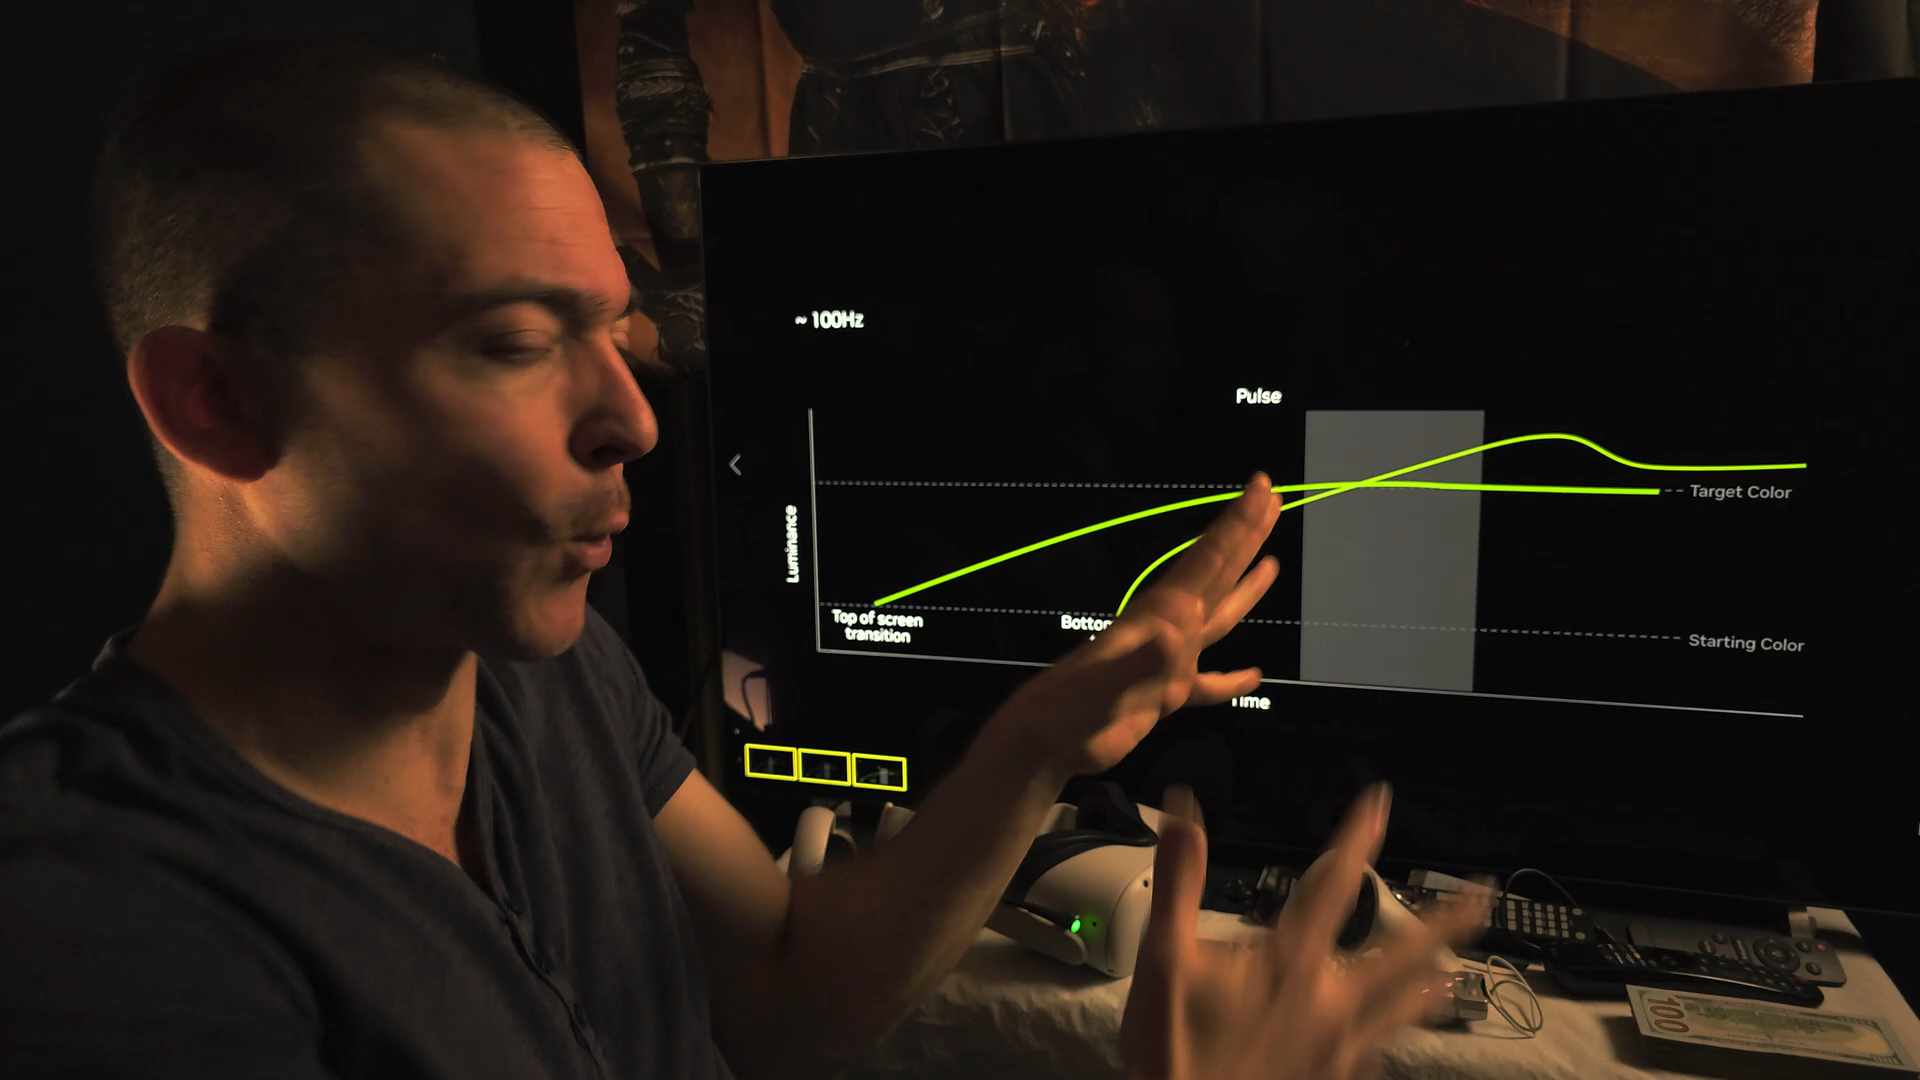 ~ 100Hz
Pulse
Luminance
Target Color
Top of screen
transition
Starting Color
100